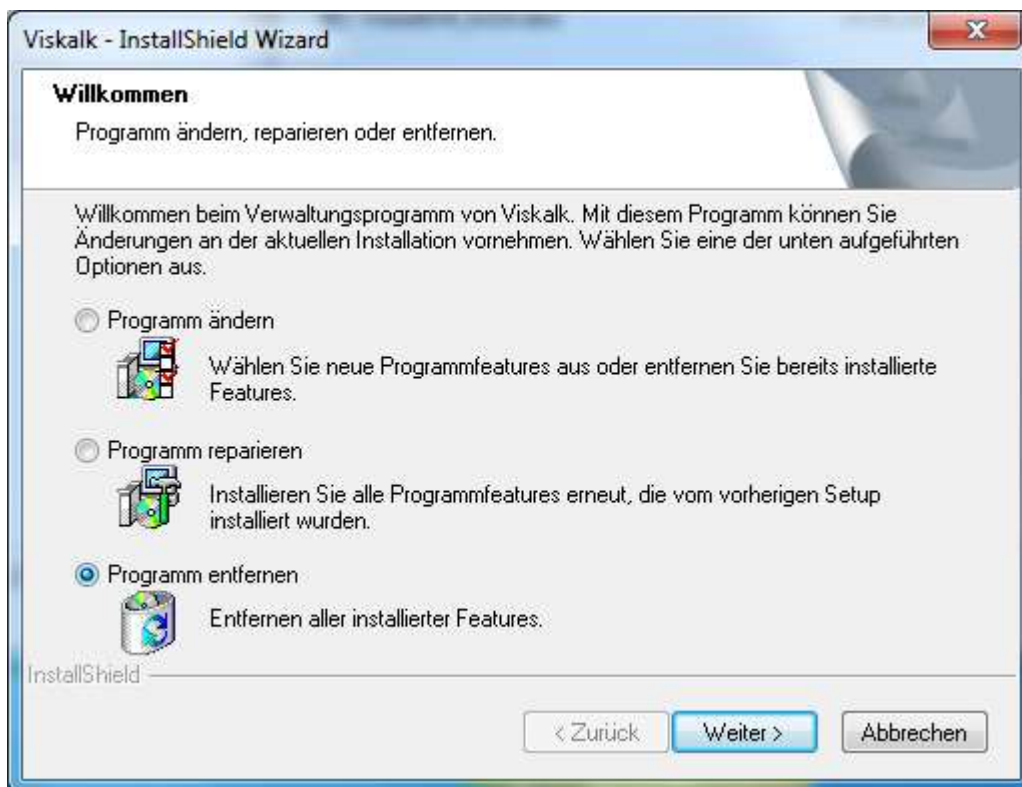 Viskalk - InstallShield Wizard
Willkommen
Programm ändern, reparieren oder entfernen.
Willkommen beim Verwaltungsprogramm von Viskalk. Mit diesem Programm können Sie
Änderungen an der aktuellen Installation vornehmen. Wählen Sie eine der unten aufgeführten
Optionen aus.
Programm ändern
Wählen Sie neue Programmfeatures aus oder entfernen Sie bereits installierte
Features.
Programm reparieren
Installieren Sie alle Programmfeatures erneut, die vom vorherigen Setup
installiert wurden.
Programm entfernen
Entfernen aller installierter Features.
InstallShield
< Zurück
Weiter >
Abbrechen